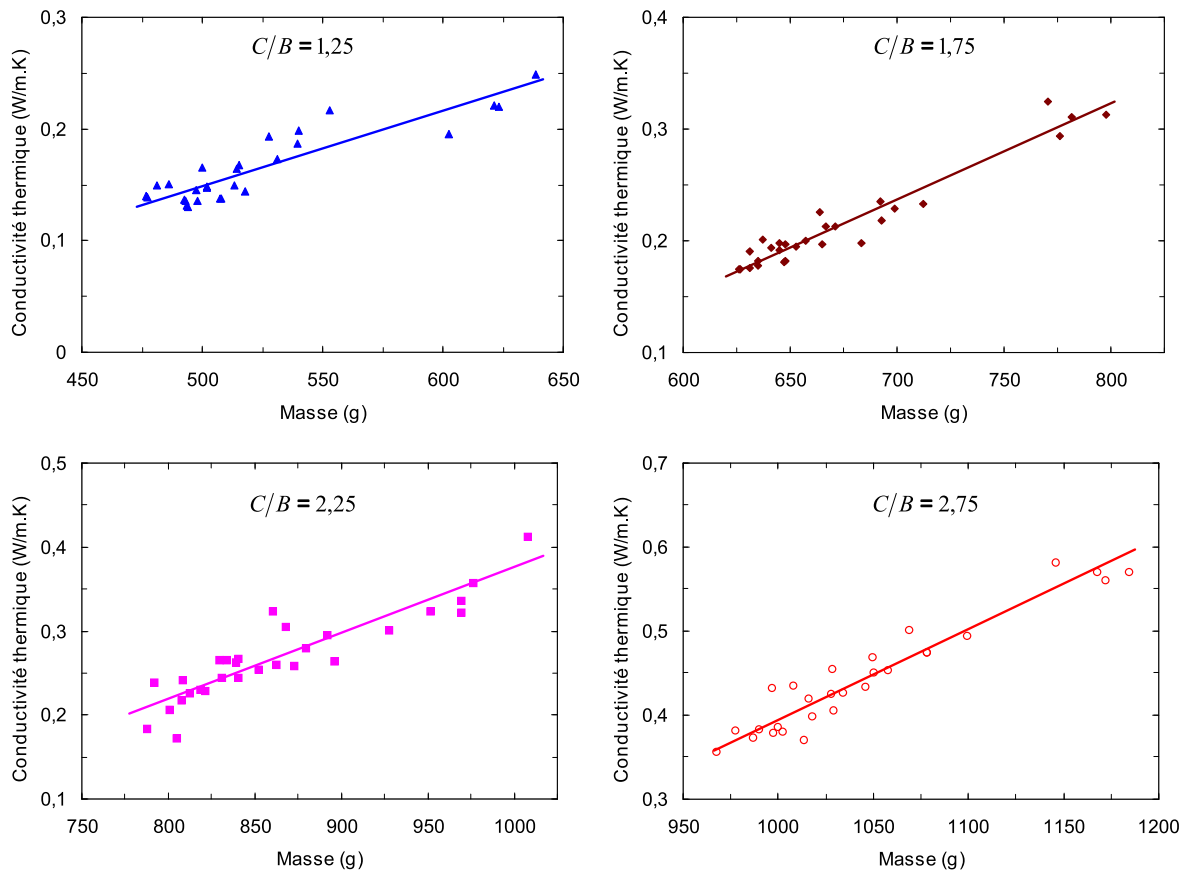 C/B = 1,25
Conductivité thermique (W/m.K)
0,3
0,2
0,1
0
450 500 550 600 650
Masse (g)
C/B = 1,75
Conductivité thermique (W/m.K)
0,4
0,3
0,2
0,1
600 650 700 750 800
Masse (g)
C/B = 2,25
Conductivité thermique (W/m.K)
0,5
0,4
0,3
0,2
0,1
750 800 850 900 950 1000
Masse (g)
C/B = 2,75
Conductivité thermique (W/m.K)
0,7
0,6
0,5
0,4
0,3
950 1000 1050 1100 1150 1200
Masse (g)